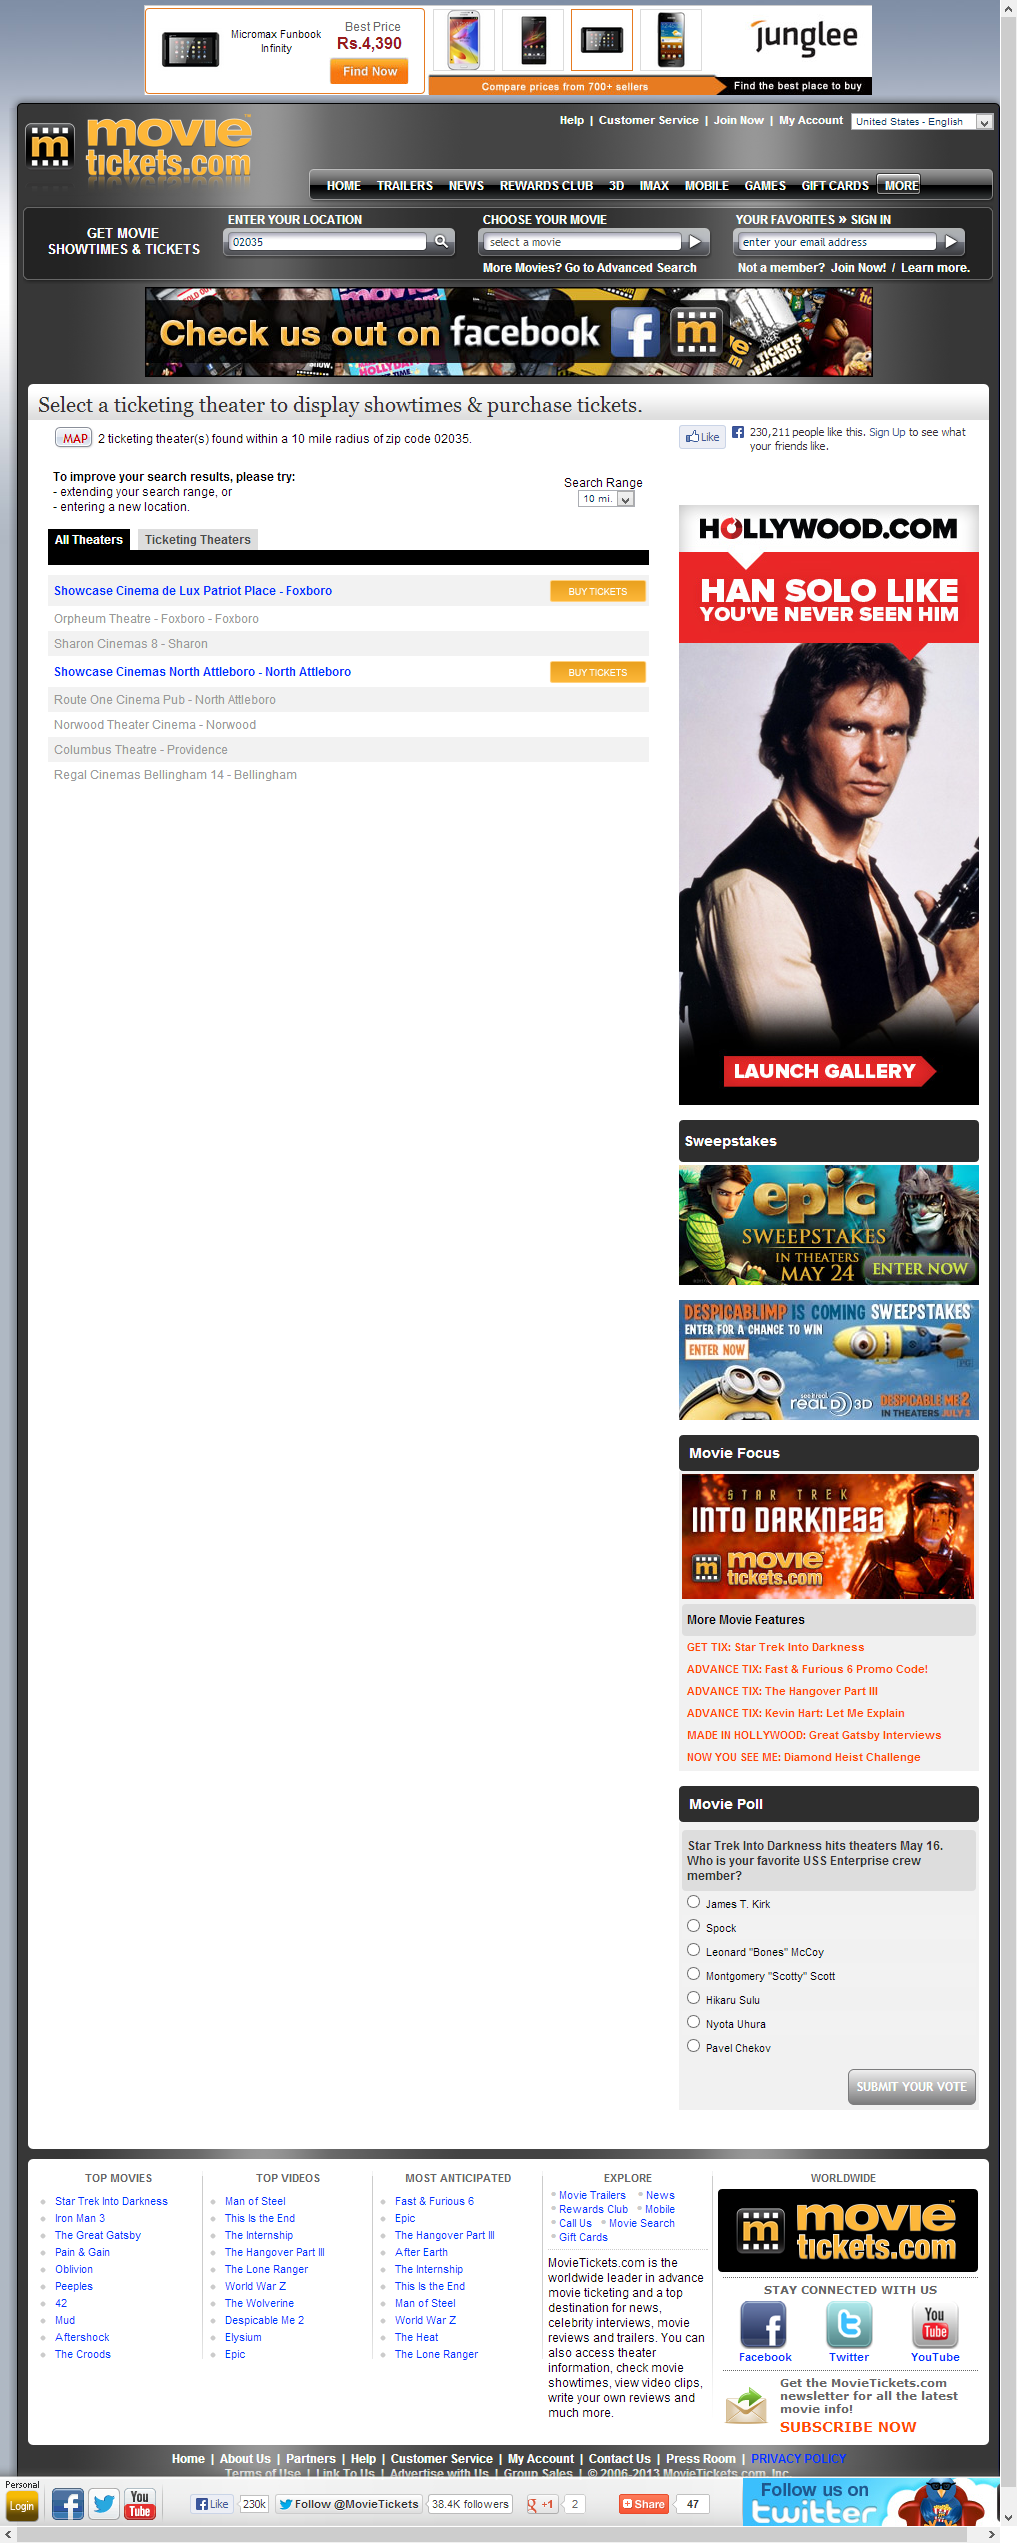 Micromax Funbook
Infinity
Best Price
Rs.4,390
Find Now
Compare prices from 700+ sellers
junglee
Find the best place to buy
m movie
tickets.com
Help | Customer Service | Join Now | My Account
United States - English
HOME TRAILERS NEWS REWARDS CLUB 3D IMAX MOBILE GAMES GIFT CARDS MORE
GET MOVIE
SHOWTIMES & TICKETS
ENTER YOUR LOCATION
02035
CHOOSE YOUR MOVIE
select a movie
More Movies? Go to Advanced Search
YOUR FAVORITES » SIGN IN
enter your email address
Not a member? Join Now! / Learn more.
Check us out on facebook f m
Select a ticketing theater to display showtimes & purchase tickets.
MAP 2 ticketing theater(s) found within a 10 mile radius of zip code 02035.
To improve your search results, please try:
- extending your search range, or
- entering a new location.
Search Range
10 mi.
All Theaters Ticketing Theaters
Showcase Cinema de Lux Patriot Place - Foxboro BUY TICKETS
Orpheum Theatre - Foxboro - Foxboro
Sharon Cinemas 8 - Sharon
Showcase Cinemas North Attleboro - North Attleboro BUY TICKETS
Route One Cinema Pub - North Attleboro
Norwood Theater Cinema - Norwood
Columbus Theatre - Providence
Regal Cinemas Bellingham 14 - Bellingham
Like 230,211 people like this. Sign Up to see what
your friends like.
HOLLYWOOD.COM
HAN SOLO LIKE
YOU'VE NEVER SEEN HIM
LAUNCH GALLERY
Sweepstakes
epic
SWEEPSTAKES
IN THEATERS
MAY 24
ENTER NOW
DESPICABLIMP IS COMING SWEEPSTAKES
ENTER FOR A CHANCE TO WIN
ENTER NOW
see it in real
REAL D 3D
DESPICABLE ME 2
IN THEATERS JULY 3
Movie Focus
STAR TREK
INTO DARKNESS
m movie
tickets.com
More Movie Features
GET TIX: Star Trek Into Darkness
ADVANCE TIX: Fast & Furious 6 Promo Code!
ADVANCE TIX: The Hangover Part III
ADVANCE TIX: Kevin Hart: Let Me Explain
MADE IN HOLLYWOOD: Great Gatsby Interviews
NOW YOU SEE ME: Diamond Heist Challenge
Movie Poll
Star Trek Into Darkness hits theaters May 16.
Who is your favorite USS Enterprise crew
member?
James T. Kirk
Spock
Leonard "Bones" McCoy
Montgomery "Scotty" Scott
Hikaru Sulu
Nyota Uhura
Pavel Chekov
SUBMIT YOUR VOTE
TOP MOVIES
Star Trek Into Darkness
Iron Man 3
The Great Gatsby
Pain & Gain
Oblivion
Peeples
42
Mud
Aftershock
The Croods
TOP VIDEOS
Man of Steel
This Is the End
The Internship
The Hangover Part III
The Lone Ranger
World War Z
The Wolverine
Despicable Me 2
Elysium
Epic
MOST ANTICIPATED
Fast & Furious 6
Epic
The Hangover Part III
After Earth
The Internship
This Is the End
Man of Steel
World War Z
The Heat
The Lone Ranger
EXPLORE
Movie Trailers News
Rewards Club Mobile
Call Us Movie Search
Gift Cards
MovieTickets.com is the
worldwide leader in advance
movie ticketing and a top
destination for news,
celebrity interviews, movie
reviews and trailers. You can
also access theater
information, check movie
showtimes, view video clips,
write your own reviews and
much more.
WORLDWIDE
m movie
tickets.com
STAY CONNECTED WITH US
f t You Tube
Facebook Twitter YouTube
Get the MovieTickets.com
newsletter for all the latest
movie info!
SUBSCRIBE NOW
Home | About Us | Partners | Help | Customer Service | My Account | Contact Us | Press Room | PRIVACY POLICY
Terms of Use | Link To Us | Advertise with Us | Group Sales | © 2006-2013 MovieTickets.com, Inc.
Personal
Login
f You Tube
Like 230k Follow @MovieTickets 38.4K followers g +1 2 Share 47
Follow us on
twitter